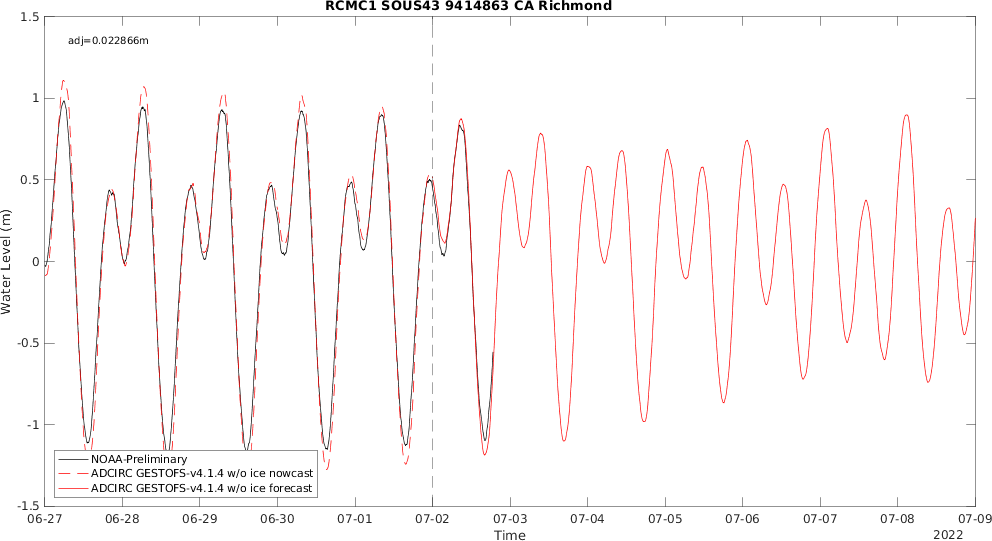 RCMC1 SOUS43 9414863 CA Richmond
adj=0.022866m
1.5
1
0.5
0
-0.5
-1
-1.5
Water Level (m)
NOAA-Preliminary
ADCIRC GESTOFS-v4.1.4 w/o ice nowcast
ADCIRC GESTOFS-v4.1.4 w/o ice forecast
06-27 06-28 06-29 06-30 07-01 07-02 07-03 07-04 07-05 07-06 07-07 07-08 07-09
Time
2022